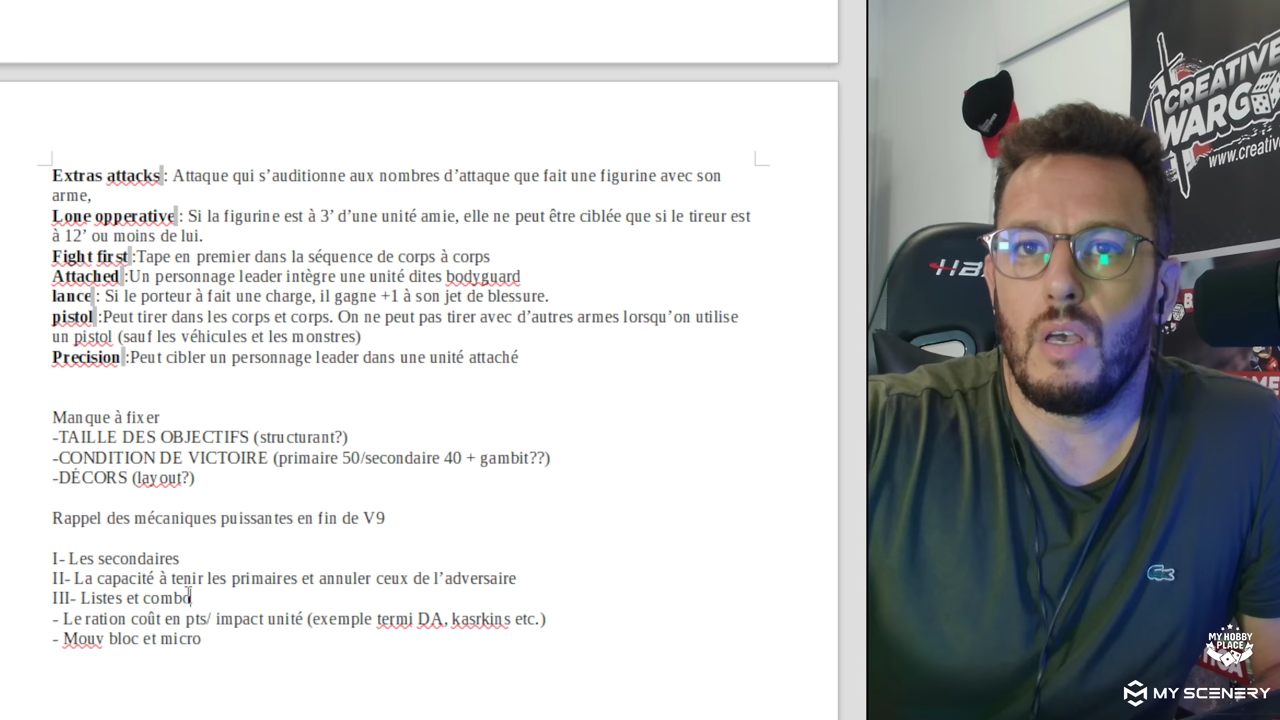 Extras attacks : Attaque qui s’auditionne aux nombres d’attaque que fait une figurine avec son
arme,
Lone opperative : Si la figurine est à 3’ d’une unité amie, elle ne peut être ciblée que si le tireur est
à 12’ ou moins de lui.
Fight first :Tape en premier dans la séquence de corps à corps
Attached :Un personnage leader intègre une unité dites bodyguard
lance : Si le porteur à fait une charge, il gagne +1 à son jet de blessure.
pistol :Peut tirer dans les corps et corps. On ne peut pas tirer avec d’autres armes lorsqu’on utilise
un pistol (sauf les véhicules et les monstres)
Precision :Peut cibler un personnage leader dans une unité attaché
Manque à fixer
-TAILLE DES OBJECTIFS (structurant?)
-CONDITION DE VICTOIRE (primaire 50/secondaire 40 + gambit??)
-DÉCORS (layout?)
Rappel des mécaniques puissantes en fin de V9
I- Les secondaires
II- La capacité à tenir les primaires et annuler ceux de l’adversaire
III- Listes et combo
- Le ration coût en pts/ impact unité (exemple termi DA, kasrkins etc.)
- Mouv bloc et micro
CREATIVE
WARG
www.creative
MY HOBBY
PLACE
MY SCENERY